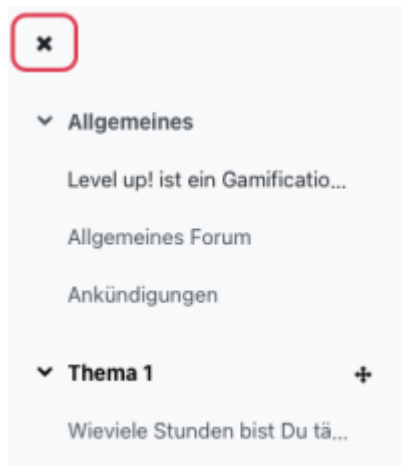 Allgemeines
Level up! ist ein Gamificatio...
Allgemeines Forum
Ankündigungen
Thema 1
Wieviele Stunden bist Du tä...